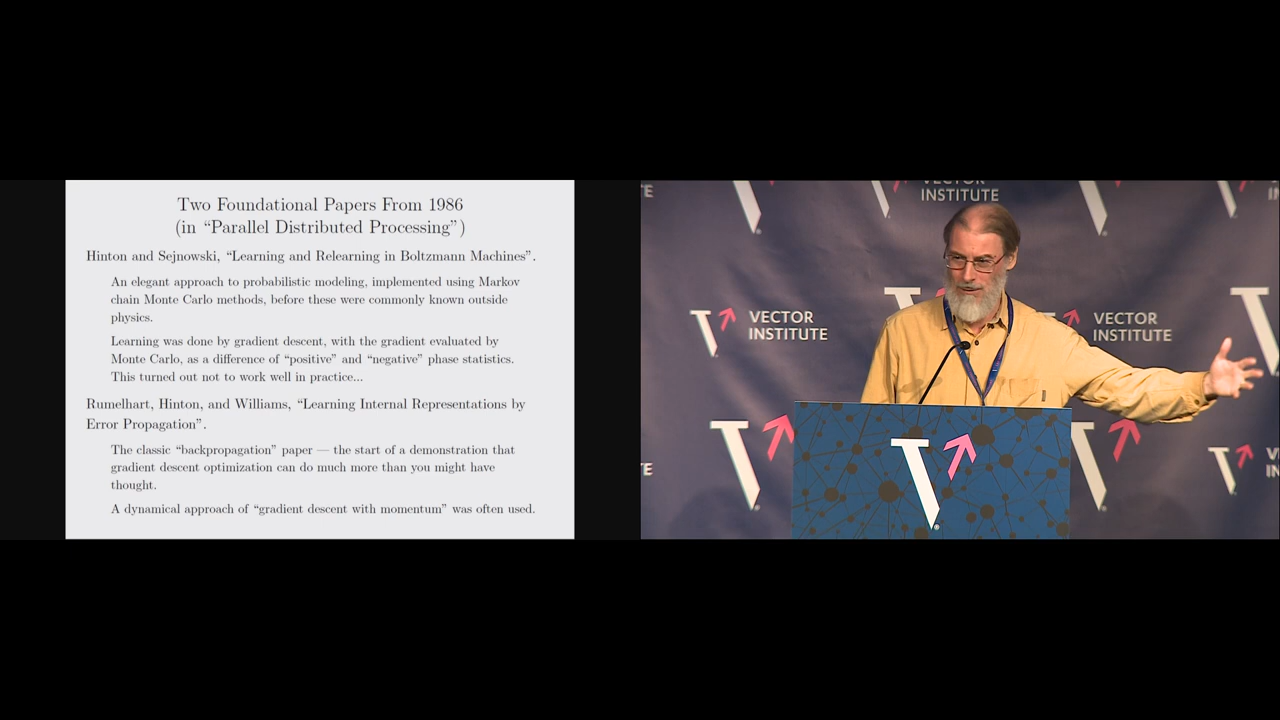 Two Foundational Papers From 1986
(in “Parallel Distributed Processing”)
Hinton and Sejnowski, “Learning and Relearning in Boltzmann Machines”.
An elegant approach to probabilistic modeling, implemented using Markov
chain Monte Carlo methods, before these were commonly known outside
physics.
Learning was done by gradient descent, with the gradient evaluated by
Monte Carlo, as a difference of “positive” and “negative” phase statistics.
This turned out not to work well in practice...
Rumelhart, Hinton, and Williams, “Learning Internal Representations by
Error Propagation”.
The classic “backpropagation” paper — the start of a demonstration that
gradient descent optimization can do much more than you might have
thought.
A dynamical approach of “gradient descent with momentum” was often used.
VECTOR
INSTITUTE
VECTOR
INSTITUTE
VECTOR
INSTITUTE